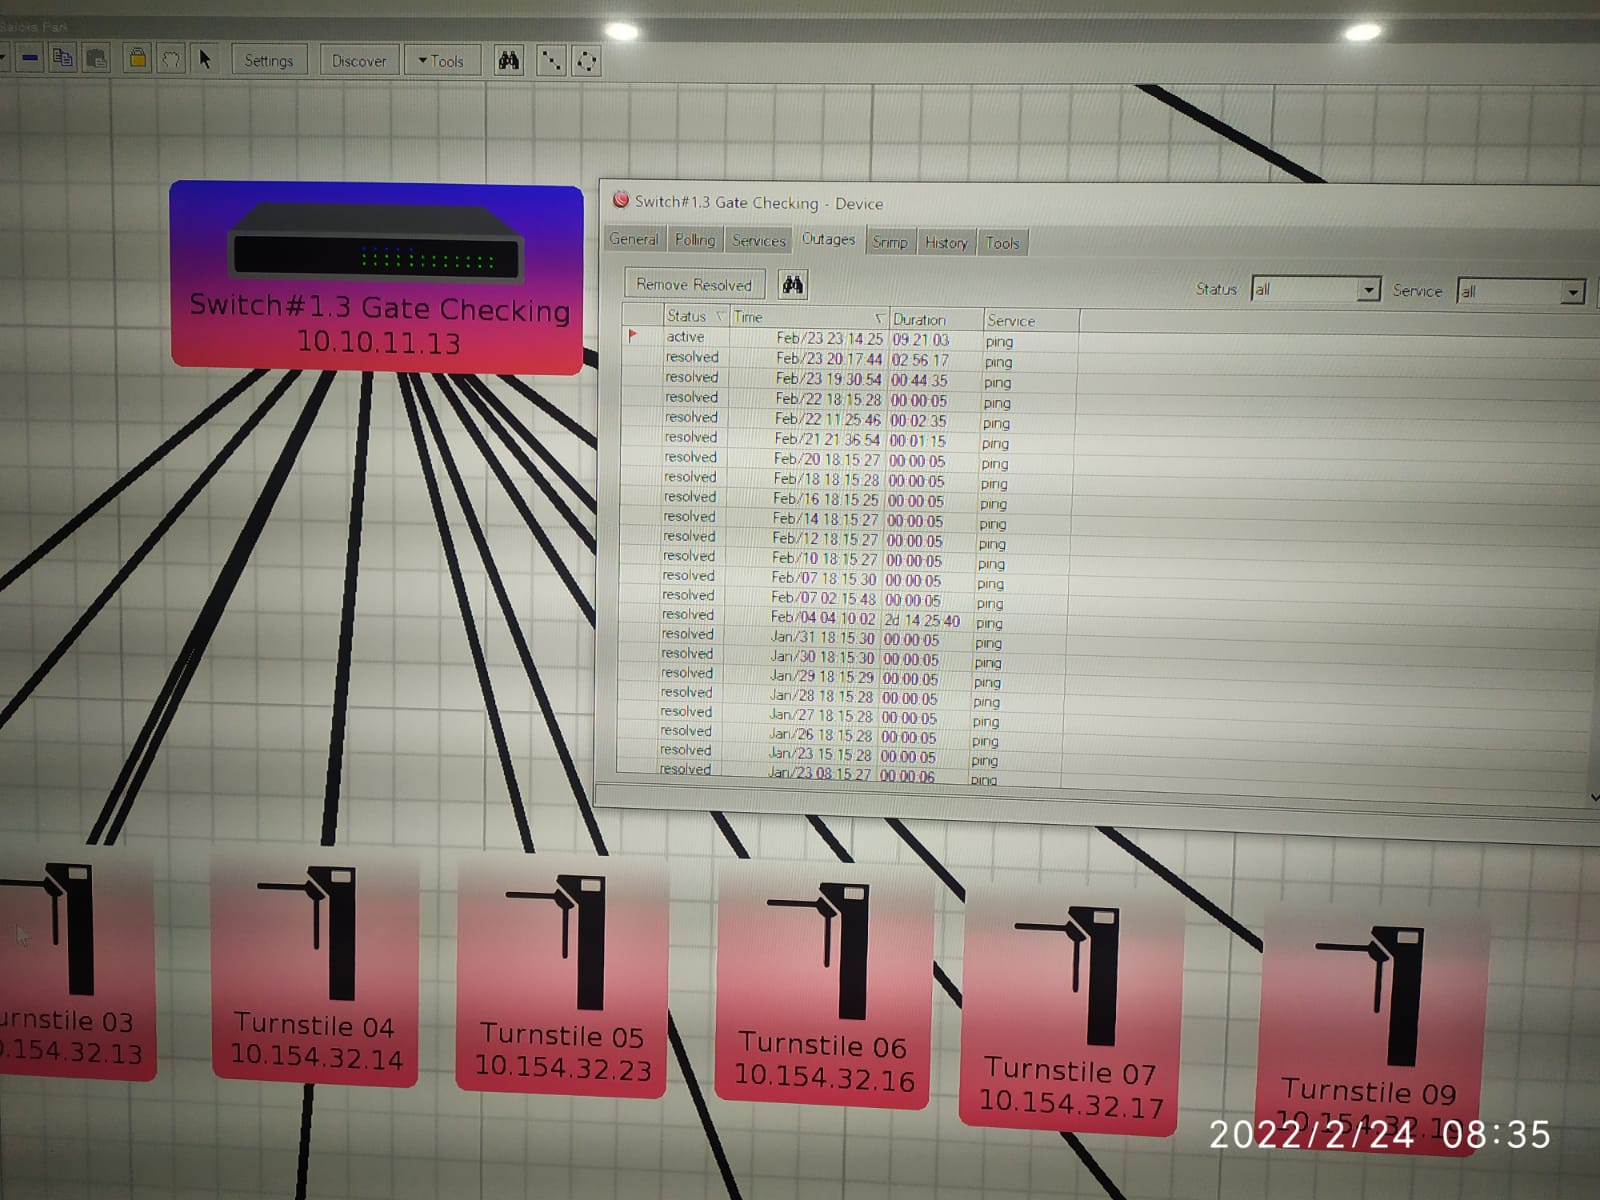 Settings
Discover
Tools
Switch#1.3 Gate Checking
10.10.11.13
Switch#1.3 Gate Checking - Device
General Polling Services Outages Snmp History Tools
Remove Resolved
Status all Service all
Status Time Duration Service
active Feb/23 23:14:25 09:21:03 ping
resolved Feb/23 20:17:44 02:56:17 ping
resolved Feb/23 19:30:54 00:44:35 ping
resolved Feb/22 18:15:28 00:00:05 ping
resolved Feb/22 11:25:46 00:02:35 ping
resolved Feb/21 21:36:54 00:01:15 ping
resolved Feb/20 18:15:27 00:00:05 ping
resolved Feb/18 18:15:28 00:00:05 ping
resolved Feb/16 18:15:25 00:00:05 ping
resolved Feb/14 18:15:27 00:00:05 ping
resolved Feb/12 18:15:27 00:00:05 ping
resolved Feb/10 18:15:27 00:00:05 ping
resolved Feb/07 18:15:30 00:00:05 ping
resolved Feb/07 02:15:48 00:00:05 ping
resolved Feb/04 04:10:02 2d 14:25:40 ping
resolved Jan/31 18:15:30 00:00:05 ping
resolved Jan/30 18:15:30 00:00:05 ping
resolved Jan/29 18:15:29 00:00:05 ping
resolved Jan/28 18:15:28 00:00:05 ping
resolved Jan/27 18:15:28 00:00:05 ping
resolved Jan/26 18:15:28 00:00:05 ping
resolved Jan/23 15:15:28 00:00:05 ping
resolved Jan/23 08:15:27 00:00:06 ping
urnstile 03
.154.32.13
Turnstile 04
10.154.32.14
Turnstile 05
10.154.32.23
Turnstile 06
10.154.32.16
Turnstile 07
10.154.32.17
Turnstile 09
2022/2/24 08:35